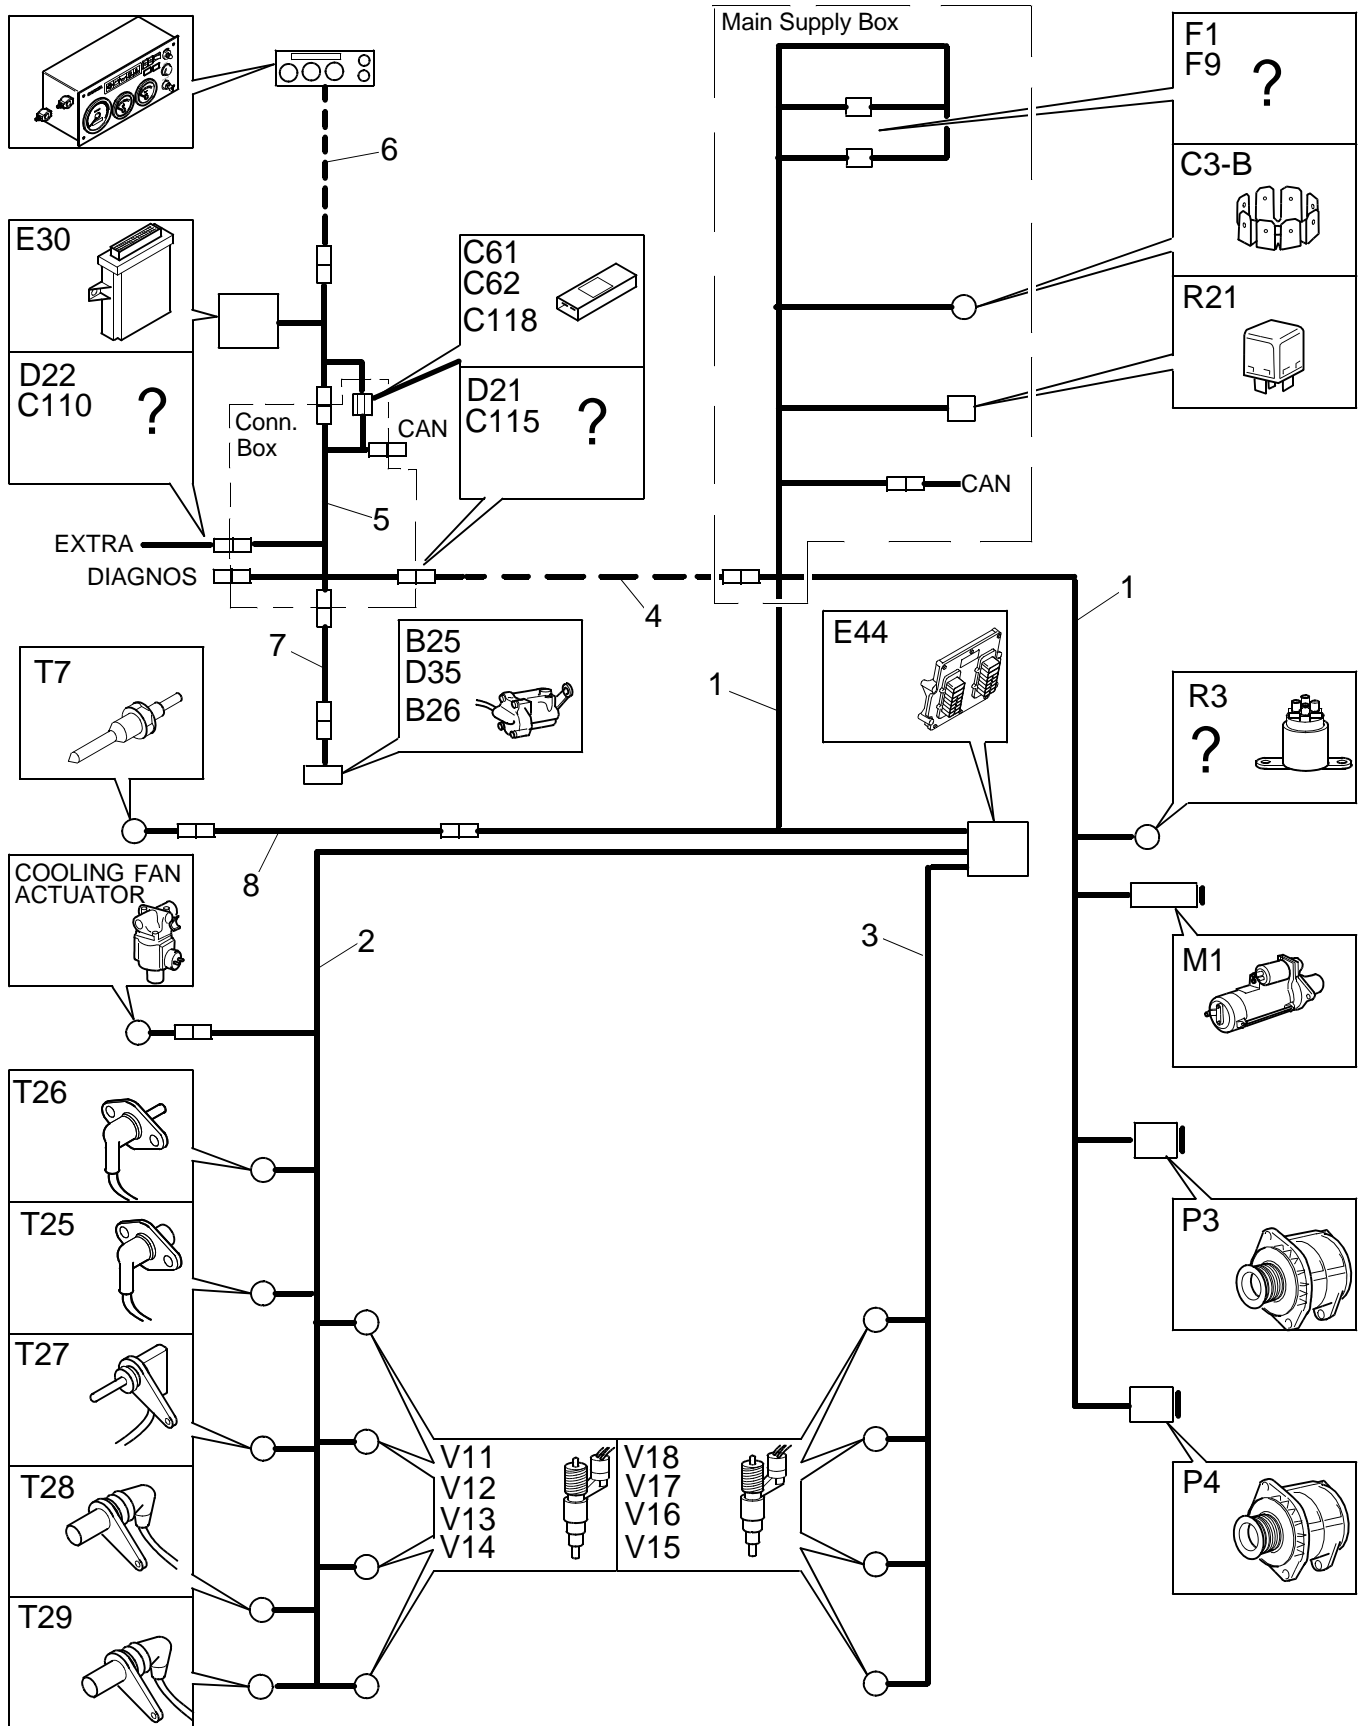 Main Supply Box
F1
F9
?
6
C3-B
E30
C61
C62
C118
R21
D22
C110
?
D21
C115
?
Conn.
Box
CAN
CAN
5
EXTRA
DIAGNOS
4
1
7
B25
D35
B26
E44
T7
1
R3
?
COOLING FAN
ACTUATOR
8
2
3
M1
T26
T25
P3
T27
V11
V12
V13
V14
V18
V17
V16
V15
T28
P4
T29